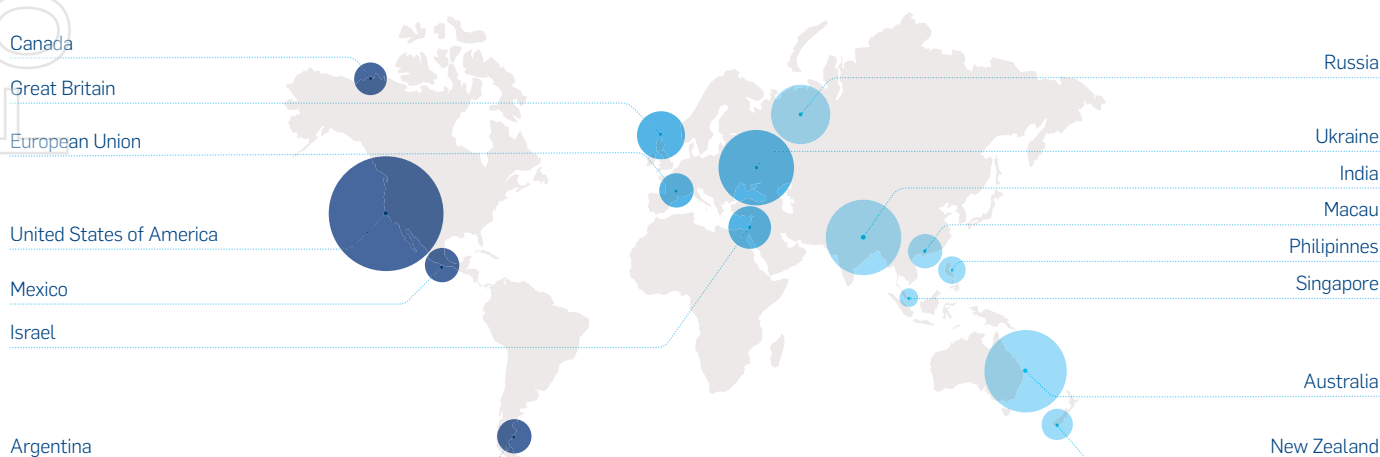 Canada
Great Britain
European Union
United States of America
Mexico
Israel
Argentina
Russia
Ukraine
India
Macau
Philipinnes
Singapore
Australia
New Zealand